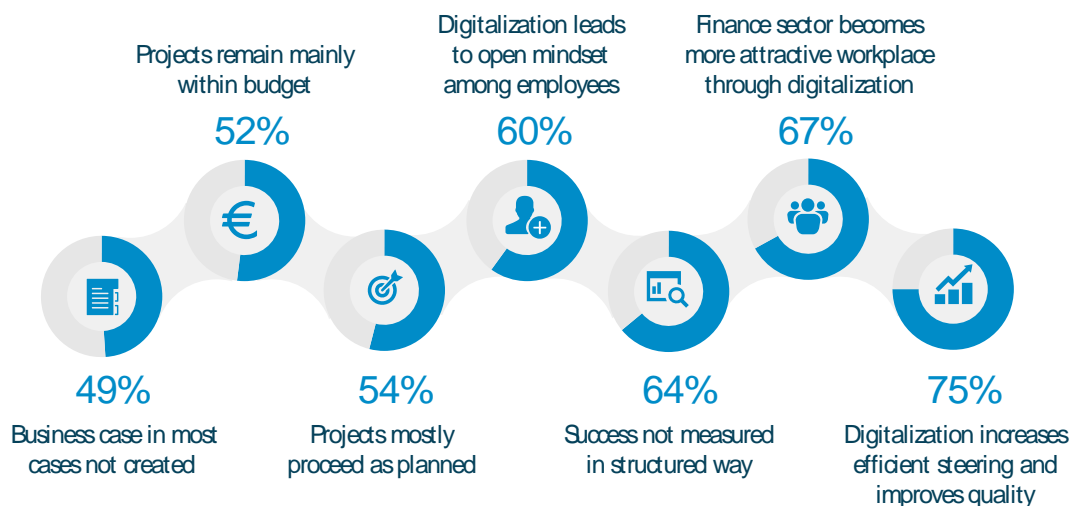 Projects remain mainly
within budget
52%
Digitalization leads
to open mindset
among employees
60%
Finance sector becomes
more attractive workplace
through digitalization
67%
€
49%
Business case in most
cases not created
54%
Projects mostly
proceed as planned
64%
Success not measured
in structured way
75%
Digitalization increases
efficient steering and
improves quality